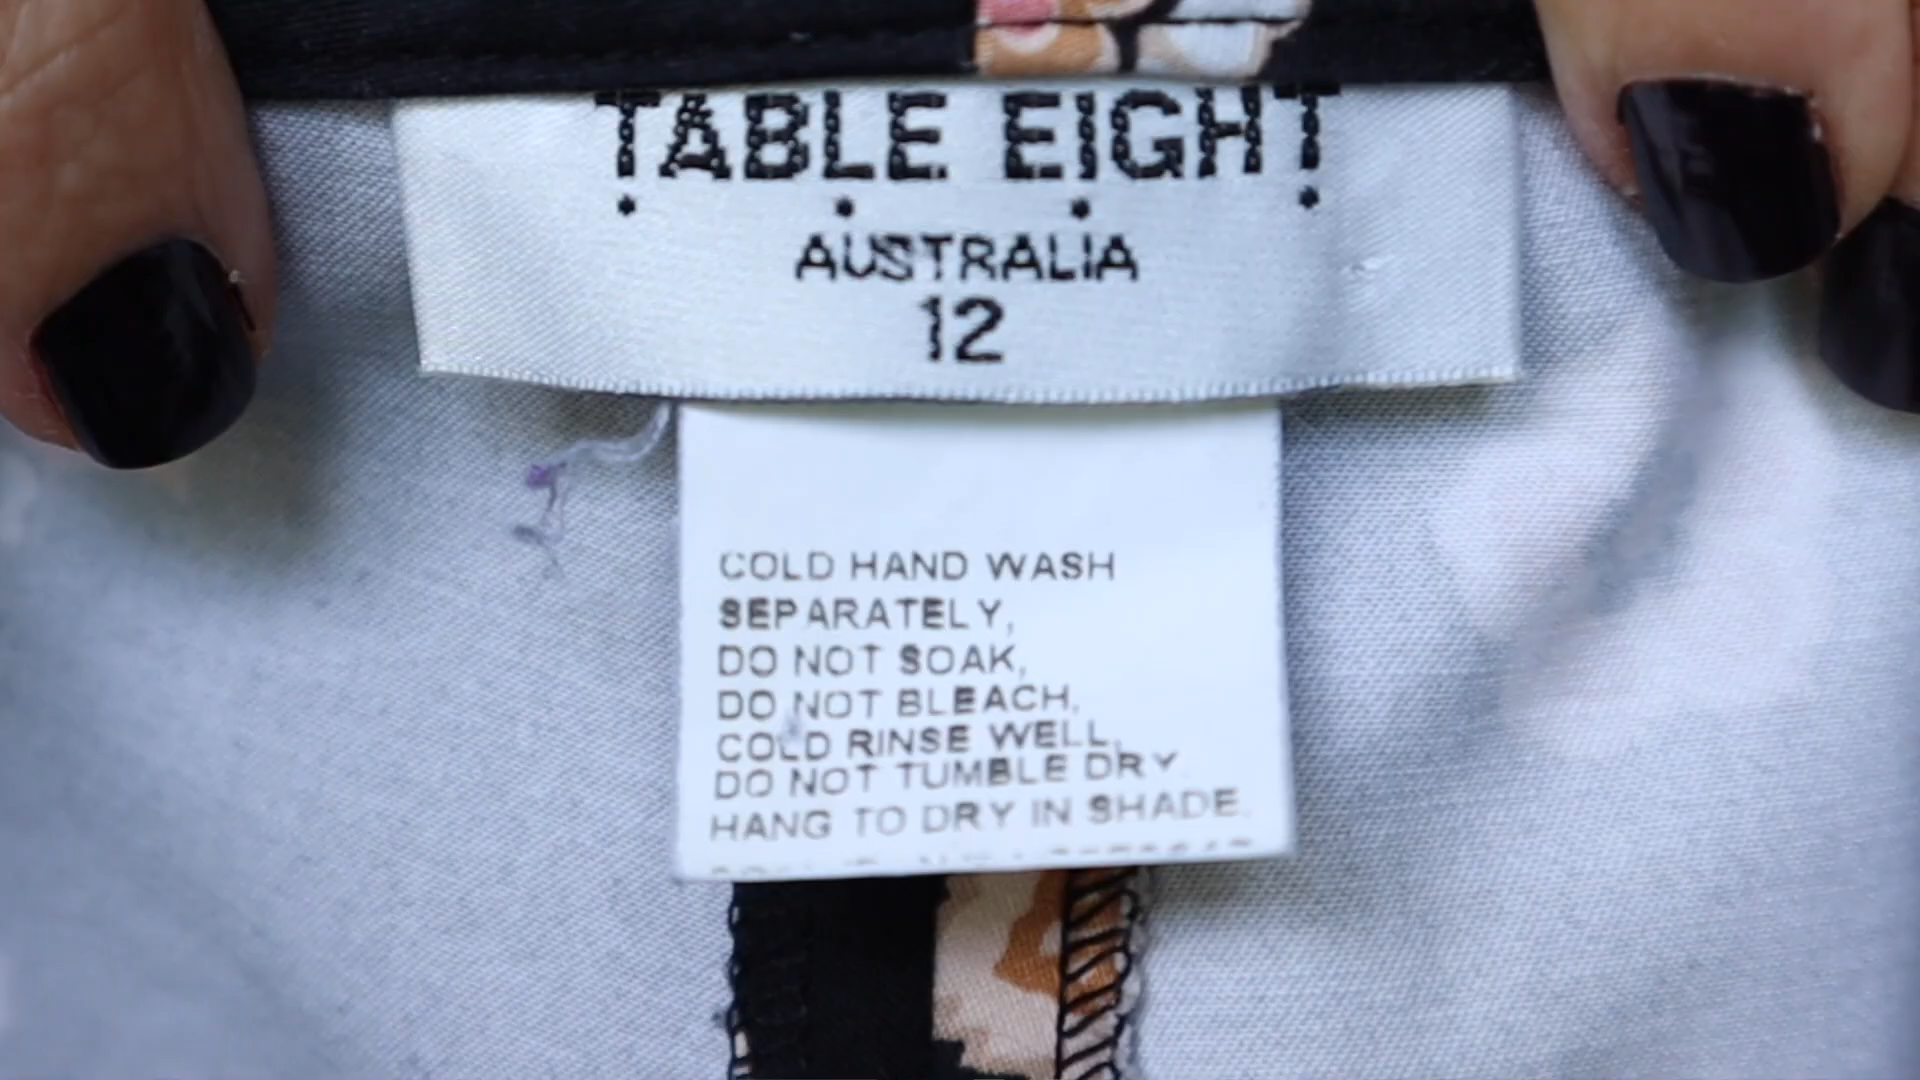 TABLE EIGHT
AUSTRALIA
12
COLD HAND WASH
SEPARATELY,
DO NOT SOAK,
DO NOT BLEACH,
COLD RINSE WELL,
DO NOT TUMBLE DRY
HANG TO DRY IN SHADE.